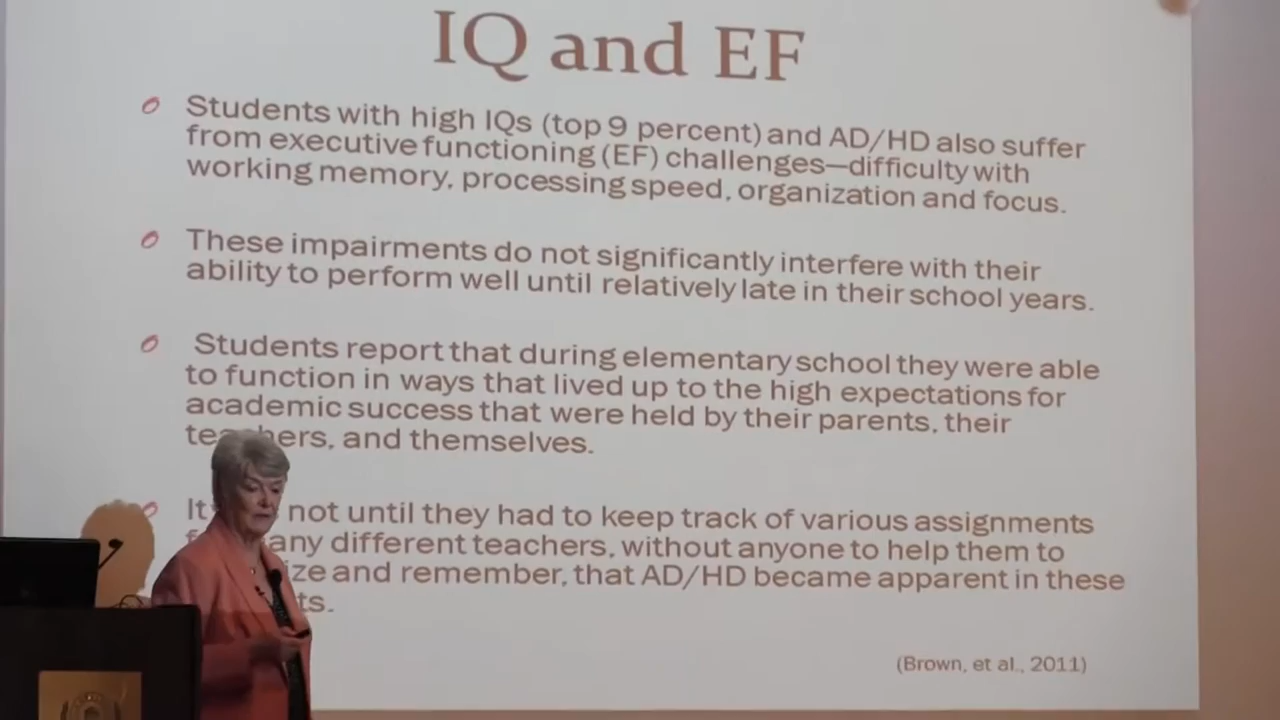 IQ and EF
Students with high IQs (top 9 percent) and AD/HD also suffer
from executive functioning (EF) challenges—difficulty with
working memory, processing speed, organization and focus.
These impairments do not significantly interfere with their
ability to perform well until relatively late in their school years.
Students report that during elementary school they were able
to function in ways that lived up to the high expectations for
academic success that were held by their parents, their
and themselves.
It not until they had to keep track of various assignments
different teachers, without anyone to help them to
and remember, that AD/HD became apparent in these
(Brown, et al., 2011)